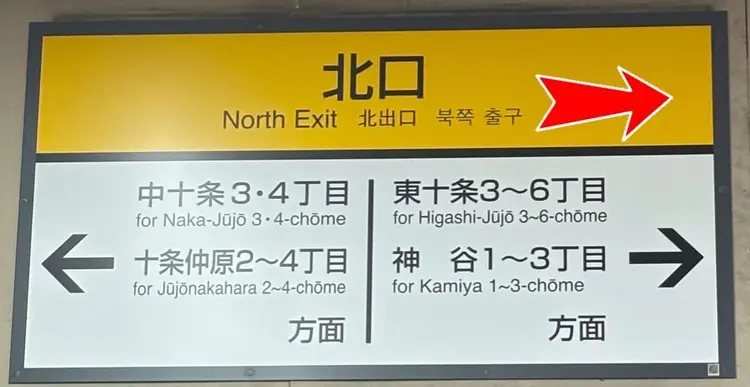 北口
North Exit 北出口 북쪽 출구
中十条3・4丁目
for Naka-Jūjō 3・4-chōme
十条仲原2〜4丁目
for Jūjōnakahara 2~4-chōme
方面
東十条3〜6丁目
for Higashi-Jūjō 3~6-chōme
神 谷1〜3丁目
for Kamiya 1~3-chōme
方面